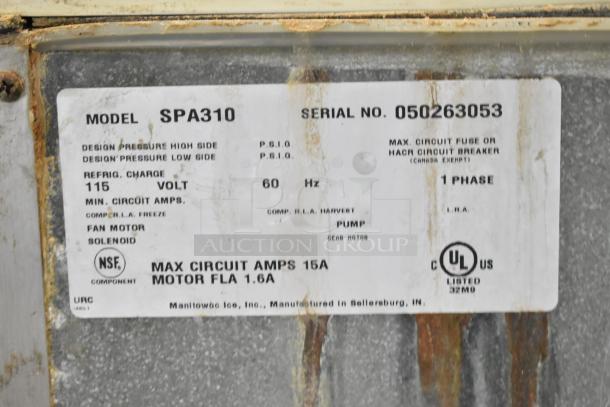 MODEL SPA310 SERIAL NO. 050263053
DESIGN PRESSURE HIGH SIDE P.S.I.G. MAX. CIRCUIT FUSE OR
DESIGN PRESSURE LOW SIDE P.S.I.G. HACR CIRCUIT BREAKER
(CANADA EXEMPT)
REFRIG. CHARGE
115 VOLT 60 Hz 1 PHASE
MIN. CIRCUIT AMPS.
COMP. R.L.A. FREEZE COMP. R.L.A. HARVEST L.R.A.
FAN MOTOR PUMP
SOLENOID GEAR MOTOR
PCI
AUCTION GROUP
NSF®
COMPONENT
MAX CIRCUIT AMPS 15A
MOTOR FLA 1.6A
C UL US
LISTED
32M9
URC
Manitowoc Ice, Inc., Manufactured in Sellersburg, IN.